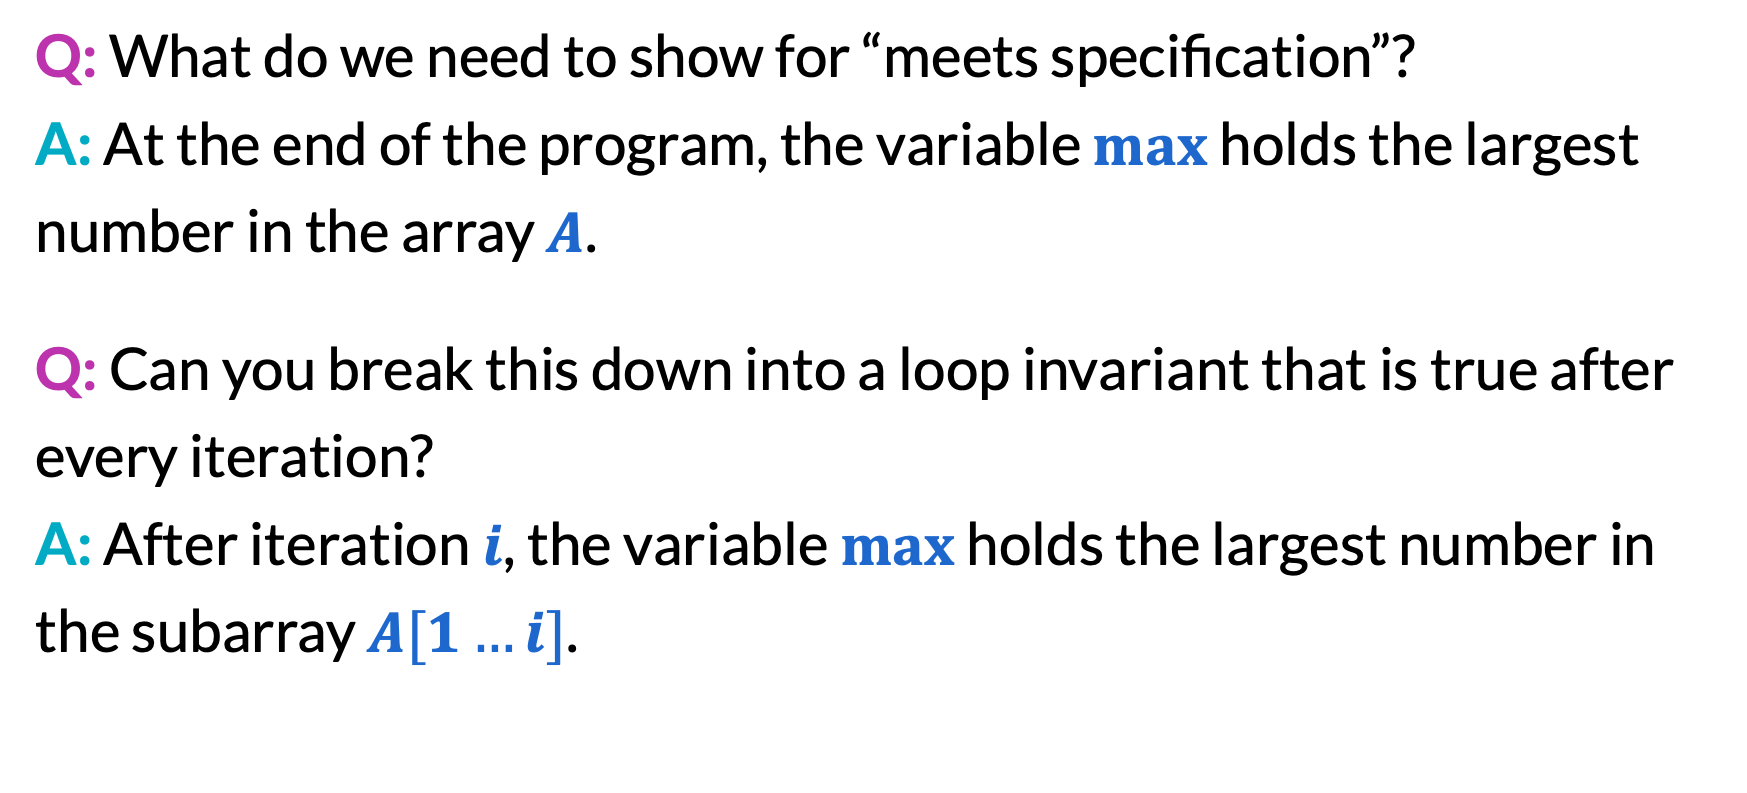 Q: What do we need to show for “meets specification”?
A: At the end of the program, the variable max holds the largest
number in the array A.
Q: Can you break this down into a loop invariant that is true after
every iteration?
A: After iteration i, the variable max holds the largest number in
the subarray A[1 ... i].